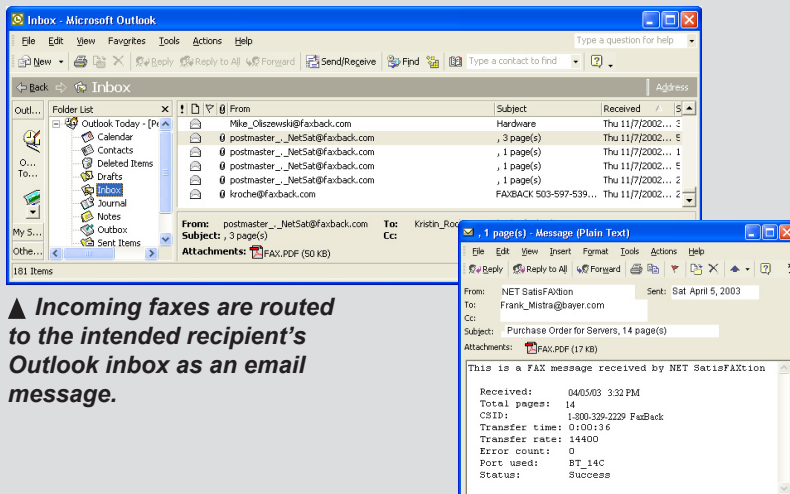 Inbox - Microsoft Outlook
File Edit View Favorites Tools Actions Help Type a question for help
New Reply Reply to All Forward Send/Receive Find Type a contact to find
Back Inbox Address
Outl... Folder List ! From Subject Received S
Outlook Today - [Pe
Calendar
Contacts
Deleted Items
Drafts
Inbox
Journal
Notes
Outbox
Sent Items
O...
To...
My S...
Othe...
Mike_Oliszewski@faxback.com Hardware Thu 11/7/2002... 3
postmaster_._NetSat@faxback.com , 3 page(s) Thu 11/7/2002... 5
postmaster_._NetSat@faxback.com , 1 page(s) Thu 11/7/2002... 1
postmaster_._NetSat@faxback.com , 1 page(s) Thu 11/7/2002... 5
postmaster_._NetSat@faxback.com , 1 page(s) Thu 11/7/2002... 2
kroche@faxback.com FAXBACK 503-597-539... Thu 11/7/2002... 2
From: postmaster_._NetSat@faxback.com To:
Subject: , 3 page(s) Cc:
Attachments: FAX.PDF (50 KB)
181 Items
▲ Incoming faxes are routed
to the intended recipient's
Outlook inbox as an email
message.
, 1 page(s) - Message (Plain Text)
File Edit View Insert Format Tools Actions Help
Reply Reply to All Forward
From: NET SatisFAXtion Sent: Sat April 5, 2003
To: Frank_Mistra@bayer.com
Cc:
Subject: Purchase Order for Servers, 14 page(s)
Attachments: FAX.PDF (17 KB)
This is a FAX message received by NET SatisFAXtion
Received: 04/05/03 3:32 PM
Total pages: 14
CSID: 1-800-329-2229 FaxBack
Transfer time: 0:00:36
Transfer rate: 14400
Error count: 0
Port used: BT_14C
Status: Success